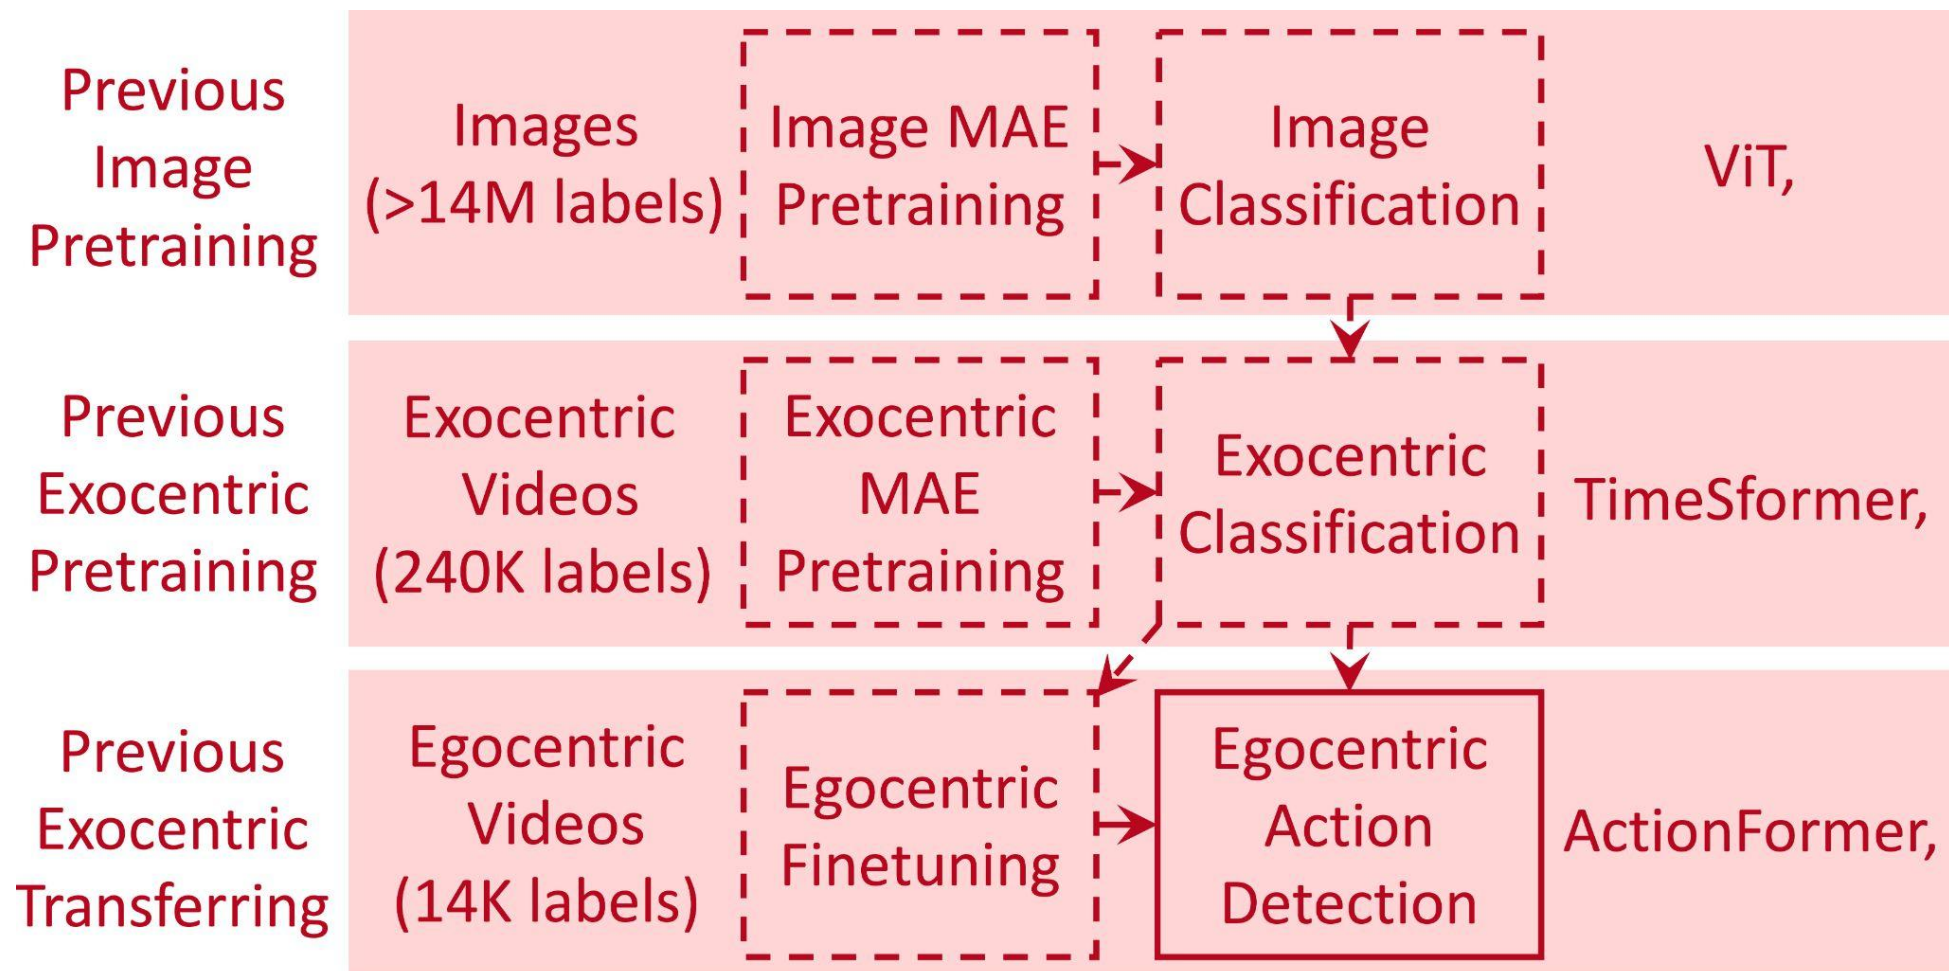 Previous
Image
Pretraining
Images
(>14M labels)
Image MAE
Pretraining
Image
Classification
ViT,
Previous
Exocentric
Pretraining
Exocentric
Videos
(240K labels)
Exocentric
MAE
Pretraining
Exocentric
Classification
TimeSformer,
Previous
Exocentric
Transferring
Egocentric
Videos
(14K labels)
Egocentric
Finetuning
Egocentric
Action
Detection
ActionFormer,